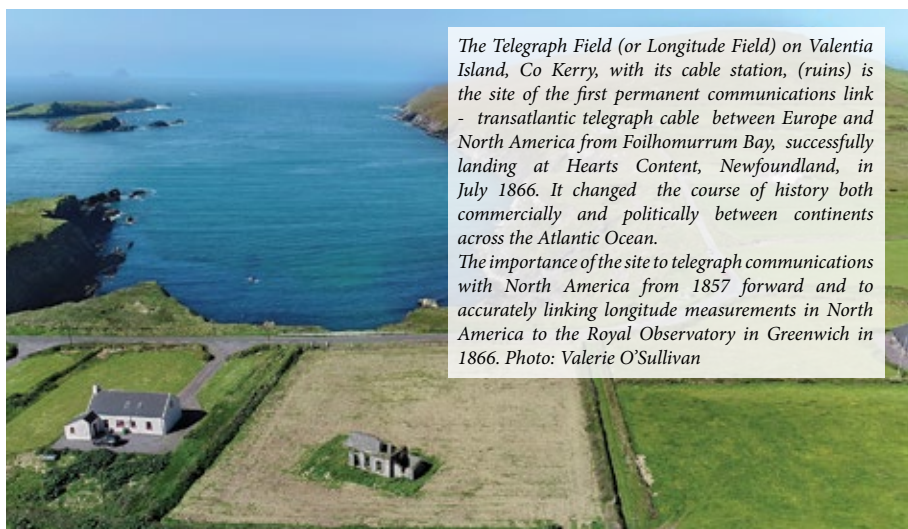 The Telegraph Field (or Longitude Field) on Valentia
Island, Co Kerry, with its cable station, (ruins) is
the site of the first permanent communications link
- transatlantic telegraph cable between Europe and
North America from Foilhomurrum Bay, successfully
landing at Hearts Content, Newfoundland, in
July 1866. It changed the course of history both
commercially and politically between continents
across the Atlantic Ocean.
The importance of the site to telegraph communications
with North America from 1857 forward and to
accurately linking longitude measurements in North
America to the Royal Observatory in Greenwich in
1866. Photo: Valerie O'Sullivan